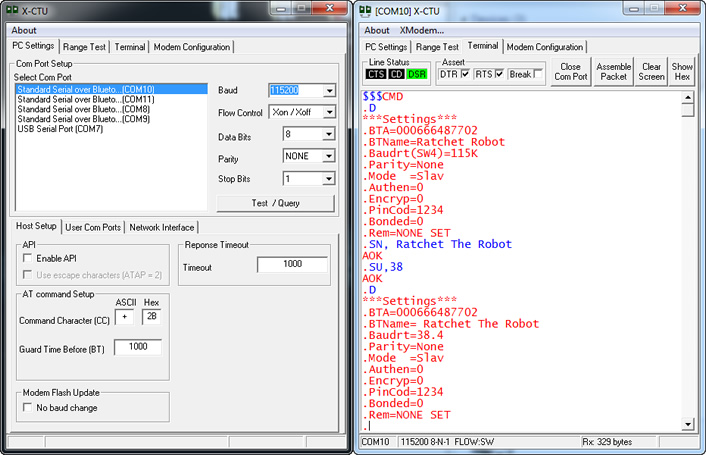 X-CTU
About
PC Settings Range Test Terminal Modem Configuration
Com Port Setup
Select Com Port
Standard Serial over Blueto...(COM10)
Standard Serial over Blueto...(COM11)
Standard Serial over Blueto...(COM8)
Standard Serial over Blueto...(COM9)
USB Serial Port (COM7)
Baud 115200
Flow Control Xon / Xoff
Data Bits 8
Parity NONE
Stop Bits 1
Test / Query
Host Setup User Com Ports Network Interface
API
Enable API
Use escape characters (ATAP = 2)
Reponse Timeout
Timeout 1000
AT command Setup
ASCII Hex
Command Character (CC) + 2B
Guard Time Before (BT) 1000
Modem Flash Update
No baud change
[COM10] X-CTU
About XModem...
PC Settings Range Test Terminal Modem Configuration
Line Status
CTS CD DSR
Assert
DTR RTS Break
Close Com Port
Assemble Packet
Clear Screen
Show Hex
$$$CMD
.D
***Settings***
.BTA=000666487702
.BTName=Ratchet Robot
.Baudrt(SW4)=115K
.Parity=None
.Mode =Slav
.Authen=0
.Encryp=0
.PinCod=1234
.Bonded=0
.Rem=NONE SET
.SN, Ratchet The Robot
AOK
.SU,38
AOK
.D
***Settings***
.BTA=000666487702
.BTName= Ratchet The Robot
.Baudrt=38.4
.Parity=None
.Mode =Slav
.Authen=0
.Encryp=0
.PinCod=1234
.Bonded=0
.Rem=NONE SET
.
COM10 115200 8-N-1 FLOW:SW Rx: 329 bytes